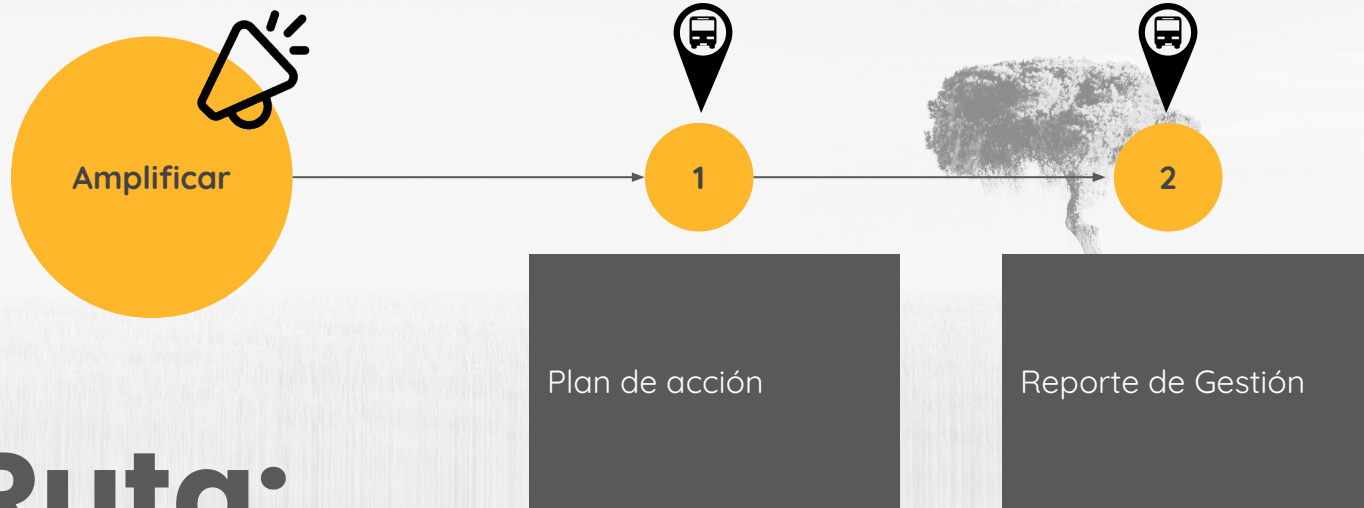 Amplificar
1
2
Plan de acción
Reporte de Gestión
Ruta: